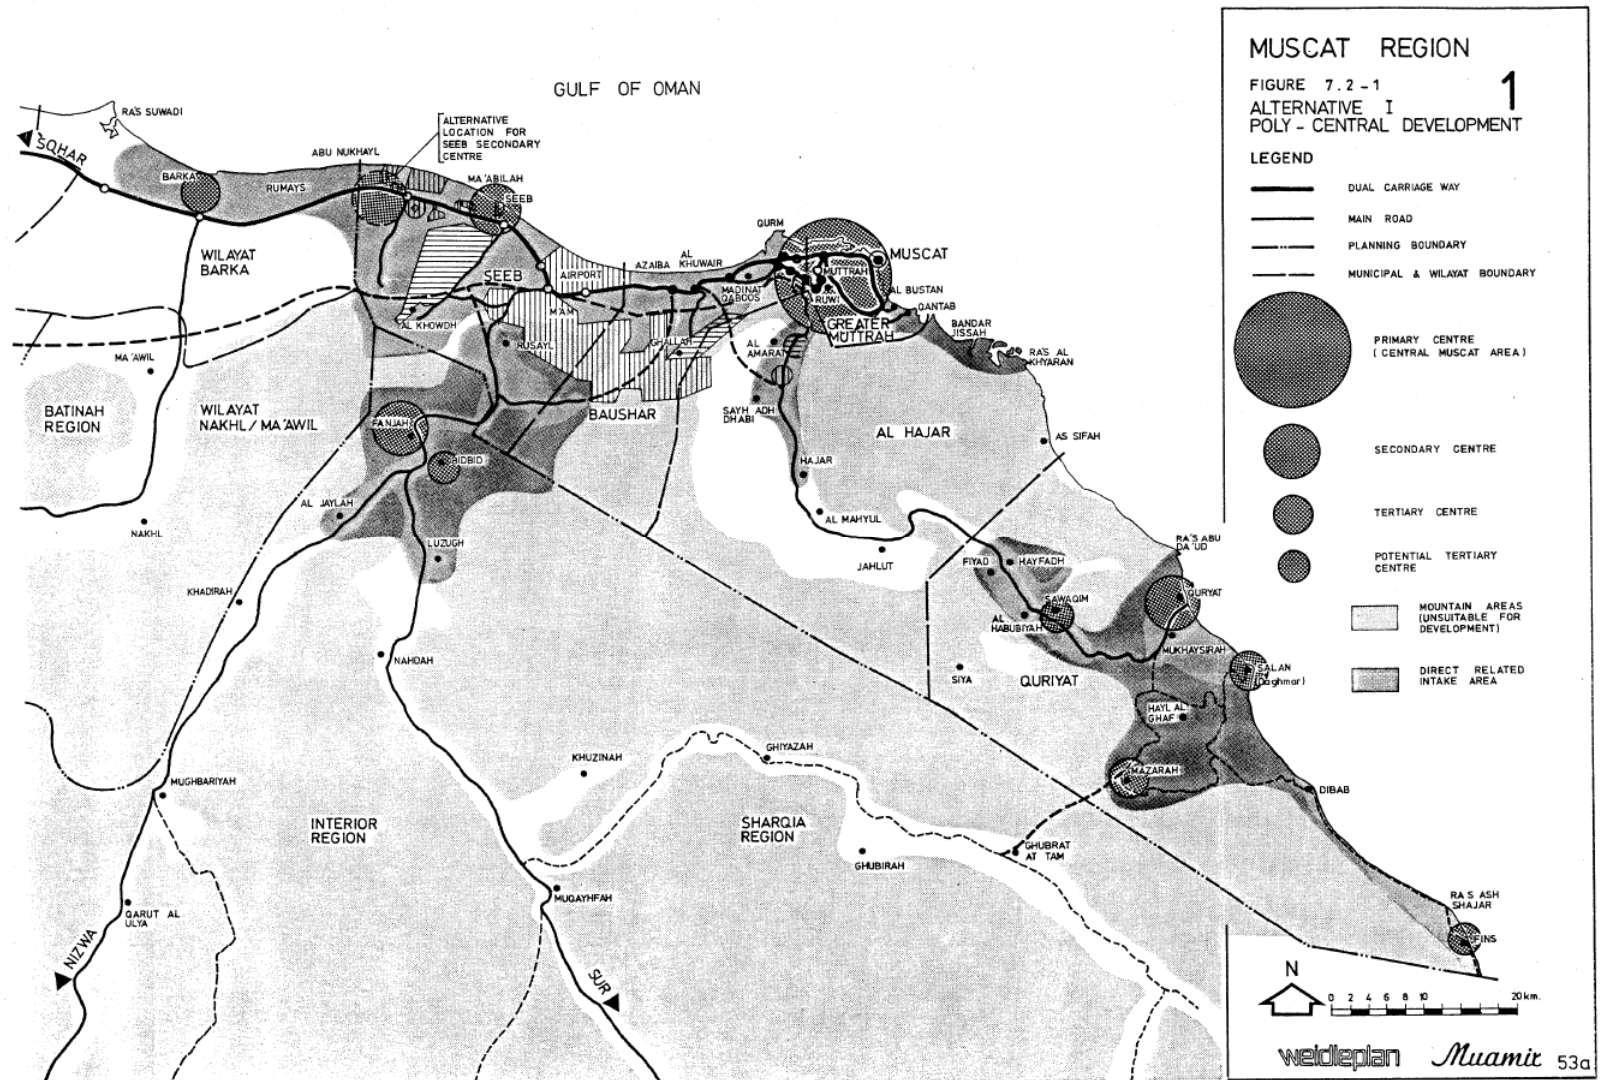 GULF OF OMAN
RA'S SUWADI
SQHAR
ABU NUKHAYL
ALTERNATIVE
LOCATION FOR
SEEB SECONDARY
CENTRE
BARKA
RUMAYS
MA'ABILAH
SEEB
WILAYAT
BARKA
SEEB
AIRPORT
AZAIBA
AL
KHUWAIR
QURM
MUSCAT
MUTTRAH
RUWI
MADINAT
QABOOS
AL BUSTAN
QANTAB
GREATER
MUTTRAH
BANDAR
JISSAH
RA'S AL
KHYARAN
AL KHOWDH
M.A.M
RUSAYL
GHALLAH
AL
AMARAT
MA'AWIL
BATINAH
REGION
WILAYAT
NAKHL/MA'AWIL
FANJAH
BIDBID
BAUSHAR
SAYH ADH
DHABI
AL HAJAR
AS SIFAH
HAJAR
AL JAYLAH
NAKHL
AL MAHYUL
LUZUGH
JAHLUT
FIYAD
HAYFADH
RA'S ABU
DA'UD
KHADIRAH
SAWAQIM
QURYAT
AL
HABUBIYAH
MUKHAYSIRAH
NAHDAH
SIYA
QURIYAT
SALAN
(Daghmar)
HAYL AL
GHAF
KHUZINAH
GHIYAZAH
MUGHBARIYAH
MAZARAH
DIBAB
INTERIOR
REGION
SHARQIA
REGION
GHUBRAT
AT TAM
GHUBIRAH
MUQAYHFAH
QARUT AL
ULYA
RA'S ASH
SHAJAR
FINS
NIZWA
SUR
MUSCAT REGION
FIGURE 7.2-1
1
ALTERNATIVE I
POLY-CENTRAL DEVELOPMENT
LEGEND
DUAL CARRIAGE WAY
MAIN ROAD
PLANNING BOUNDARY
MUNICIPAL & WILAYAT BOUNDARY
PRIMARY CENTRE
(CENTRAL MUSCAT AREA)
SECONDARY CENTRE
TERTIARY CENTRE
POTENTIAL TERTIARY
CENTRE
MOUNTAIN AREAS
(UNSUITABLE FOR
DEVELOPMENT)
DIRECT RELATED
INTAKE AREA
N
0 2 4 6 8 10 20 km.
weidleplan Muamir 53a